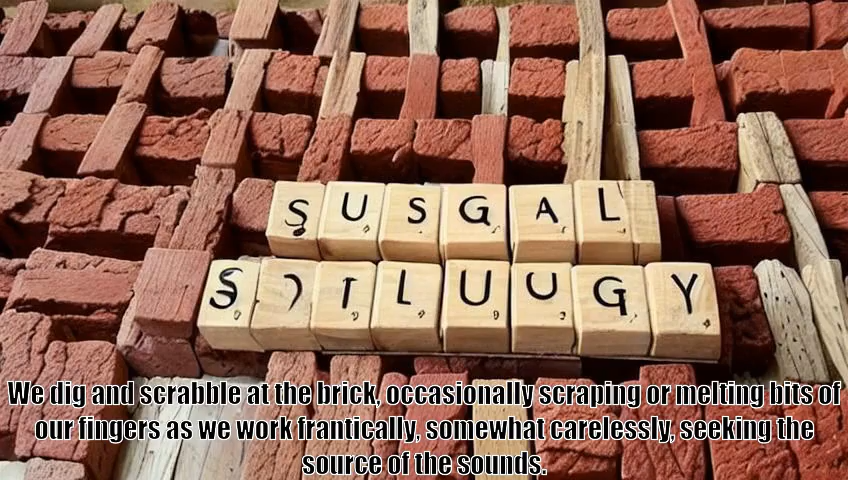 SUSGAL
We dig and scrabble at the brick, occasionally scraping or melting bits of
our fingers as we work frantically, somewhat carelessly, seeking the
source of the sounds.